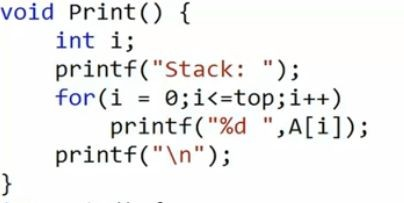 void Print() {
    int i;
    printf("Stack: ");
    for(i = 0;i<=top;i++)
        printf("%d ",A[i]);
    printf("\n");
}